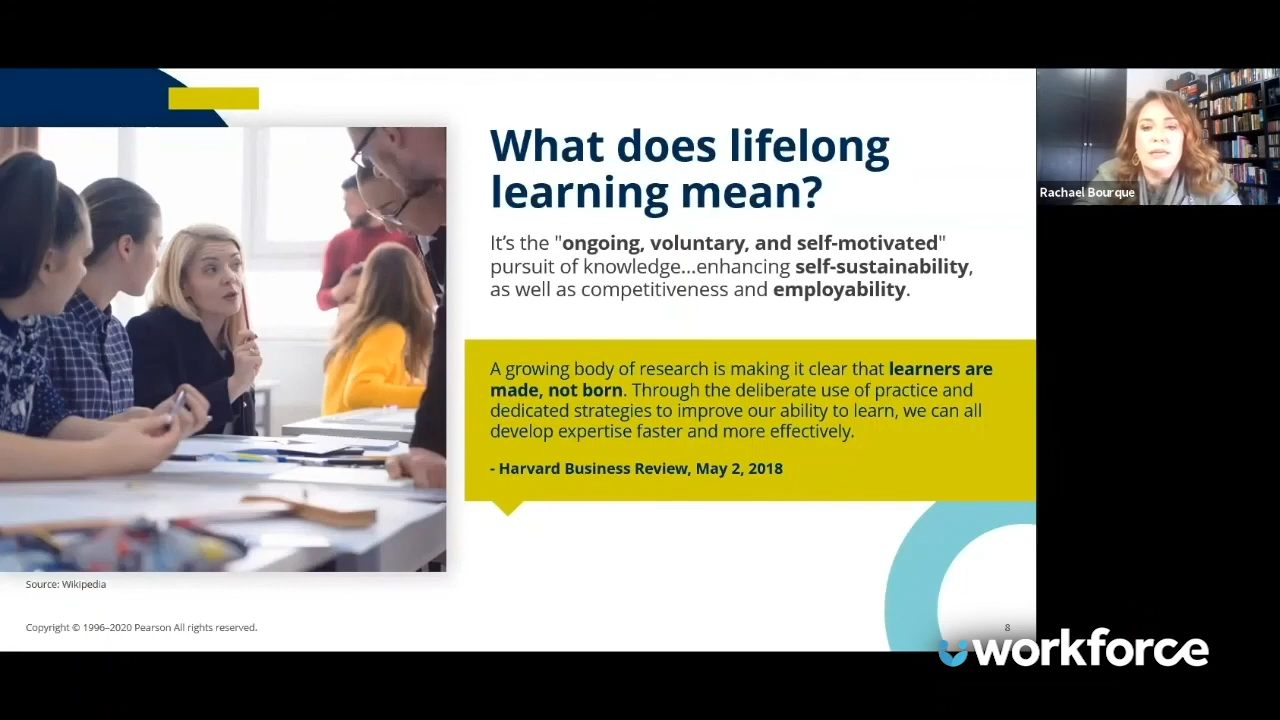 What does lifelong
learning mean?
It's the "ongoing, voluntary, and self-motivated"
pursuit of knowledge...enhancing self-sustainability,
as well as competitiveness and employability.
A growing body of research is making it clear that learners are
made, not born. Through the deliberate use of practice and
dedicated strategies to improve our ability to learn, we can all
develop expertise faster and more effectively.
- Harvard Business Review, May 2, 2018
Source: Wikipedia
Copyright © 1996–2020 Pearson All rights reserved.
8
Rachael Bourque
workforce